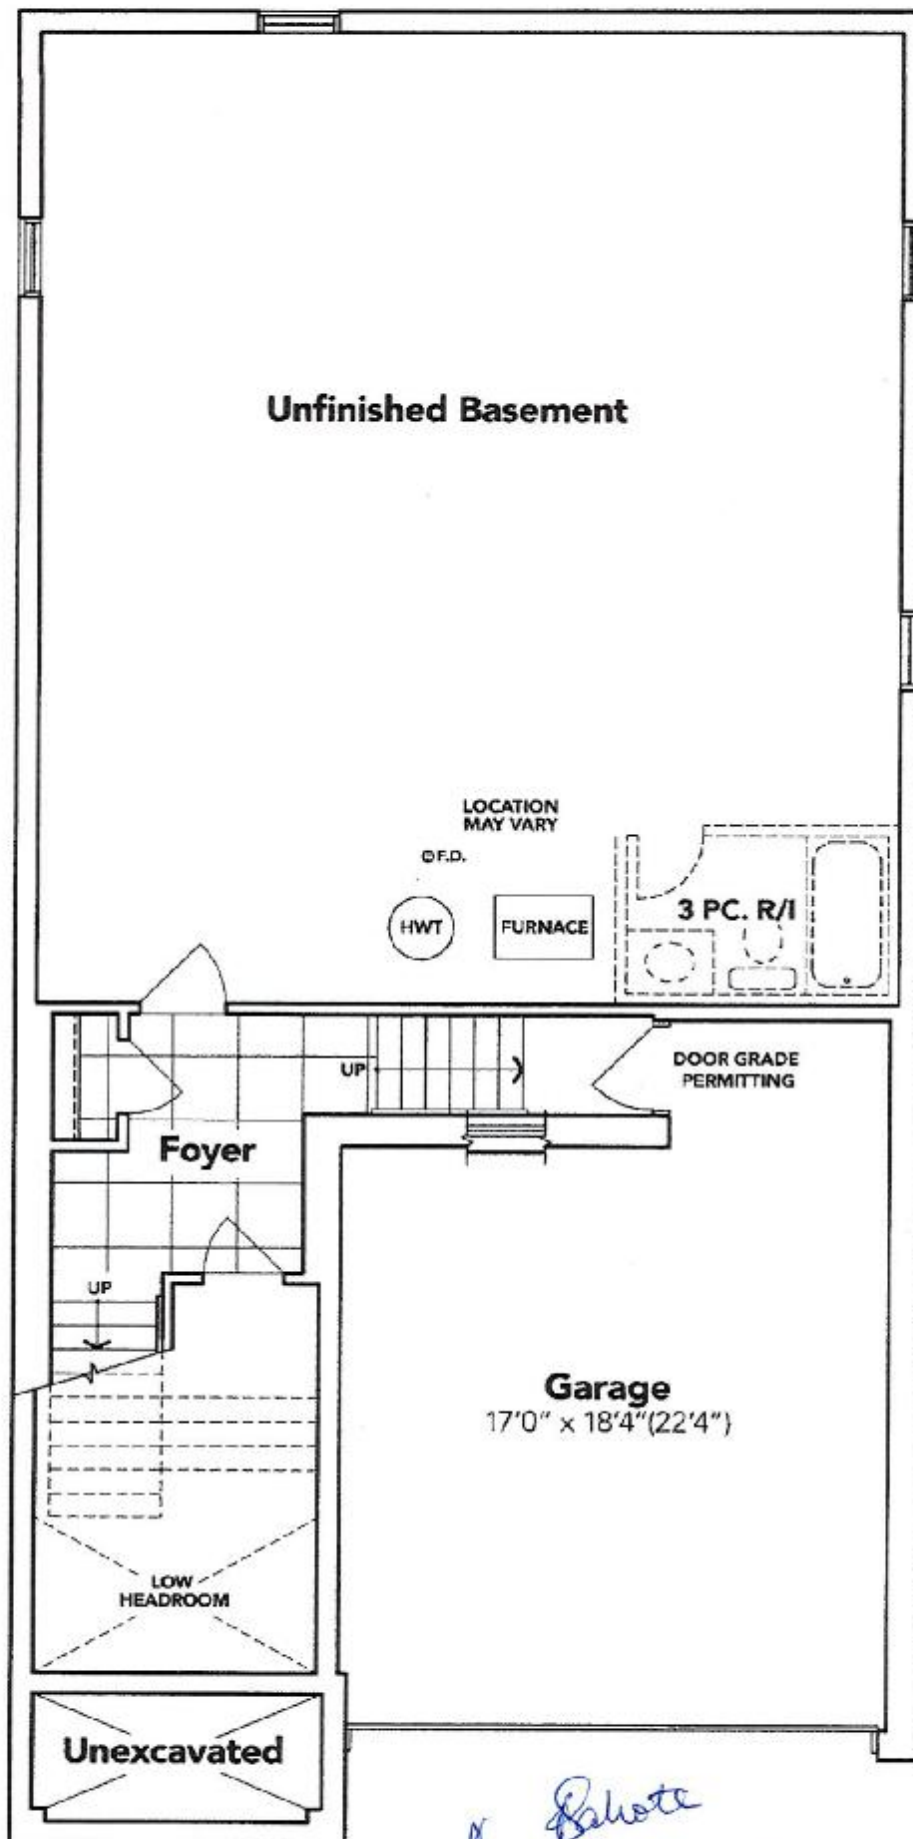 Unfinished Basement
LOCATION
MAY VARY
F.D.
HWT
FURNACE
3 PC. R/I
UP
DOOR GRADE
PERMITTING
Foyer
UP
Garage
17'0" x 18'4"(22'4")
LOW
HEADROOM
Unexcavated